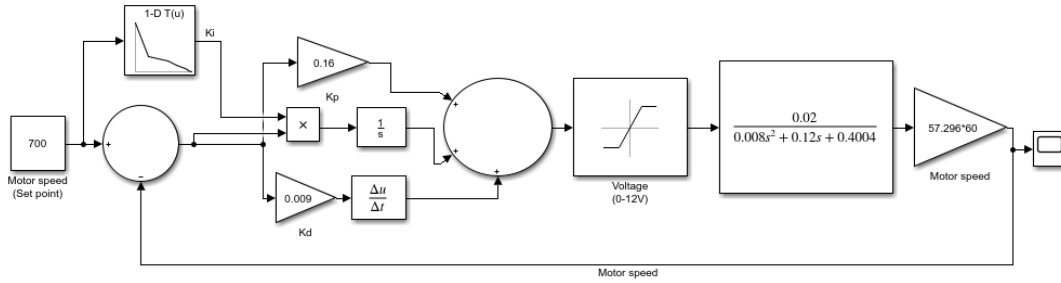 1-D T(u)
Ki
700
Motor speed
(Set point)
+
−
0.16
Kp
×
1
s
0.009
Kd
Δu
Δt
+
+
+
Voltage
(0-12V)
0.02
0.008s² + 0.12s + 0.4004
57.296*60
Motor speed
Motor speed